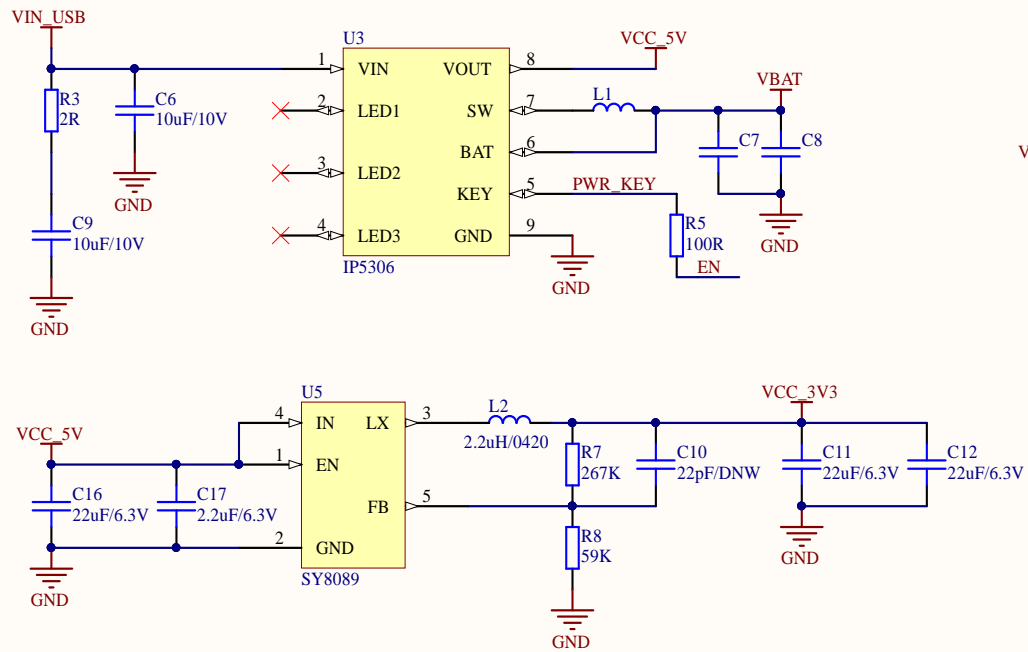 VIN_USB
U3
VCC_5V
1
VIN
VOUT
8
VBAT
R3
2R
C6
10uF/10V
2
LED1
SW
7
L1
C7
C8
BAT
6
3
LED2
KEY
5
PWR_KEY
GND
C9
10uF/10V
4
LED3
GND
9
R5
100R
GND
IP5306
EN
GND
GND
U5
VCC_3V3
VCC_5V
4
IN
LX
3
L2
2.2uH/0420
1
EN
R7
267K
C10
22pF/DNW
C11
22uF/6.3V
C12
22uF/6.3V
C16
22uF/6.3V
C17
2.2uF/6.3V
FB
5
2
GND
R8
59K
GND
SY8089
GND
GND
V